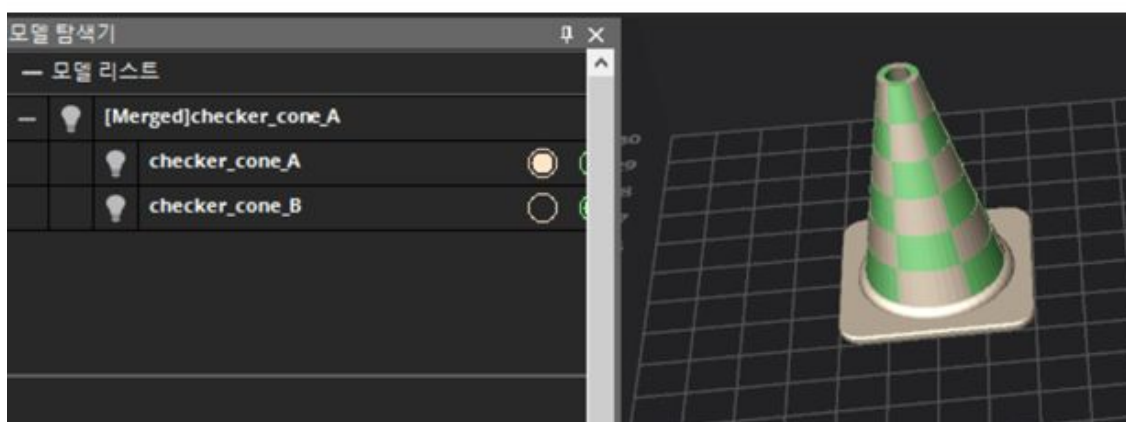 모델 탐색기
모델 리스트
[Merged]checker_cone_A
checker_cone_A
checker_cone_B